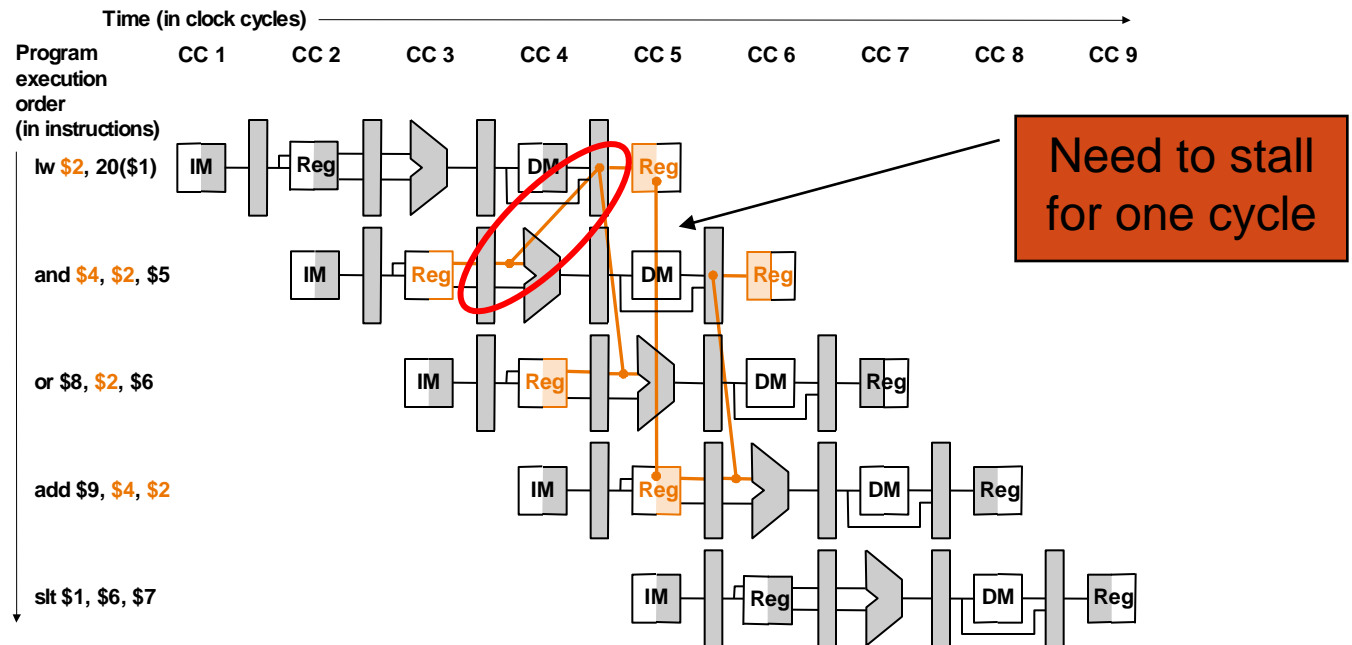 Time (in clock cycles)
Program
execution
order
(in instructions)
CC 1 CC 2 CC 3 CC 4 CC 5 CC 6 CC 7 CC 8 CC 9
Need to stall
for one cycle
lw $2, 20($1) IM Reg DM Reg
and $4, $2, $5 IM Reg DM Reg
or $8, $2, $6 IM Reg DM Reg
add $9, $4, $2 IM Reg DM Reg
slt $1, $6, $7 IM Reg DM Reg